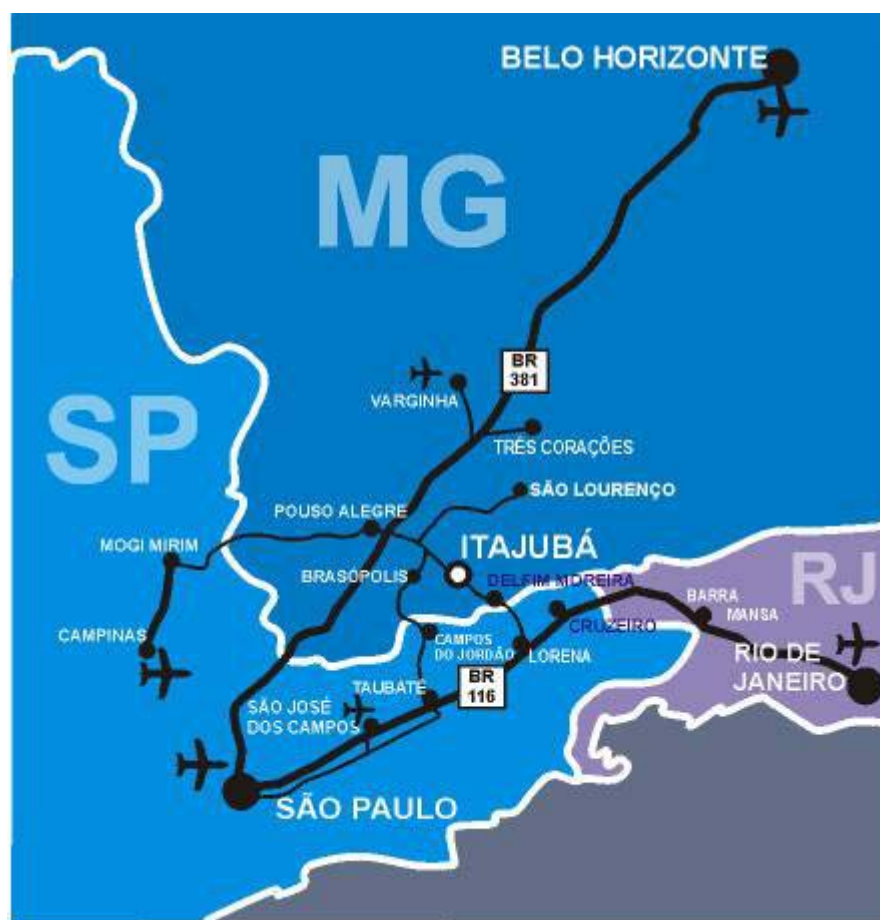 BELO HORIZONTE
MG
BR
381
VARGINHA
SP
TRÊS CORAÇÕES
SÃO LOURENÇO
POUSO ALEGRE
MOGI MIRIM
ITAJUBÁ
BRASÓPOLIS
DELFIM MOREIRA
RJ
BARRA
MANSA
CRUZEIRO
CAMPINAS
CAMPOS
DO JORDÃO
LORENA
RIO DE
JANEIRO
BR
116
TAUBATÉ
SÃO JOSÉ
DOS CAMPOS
SÃO PAULO